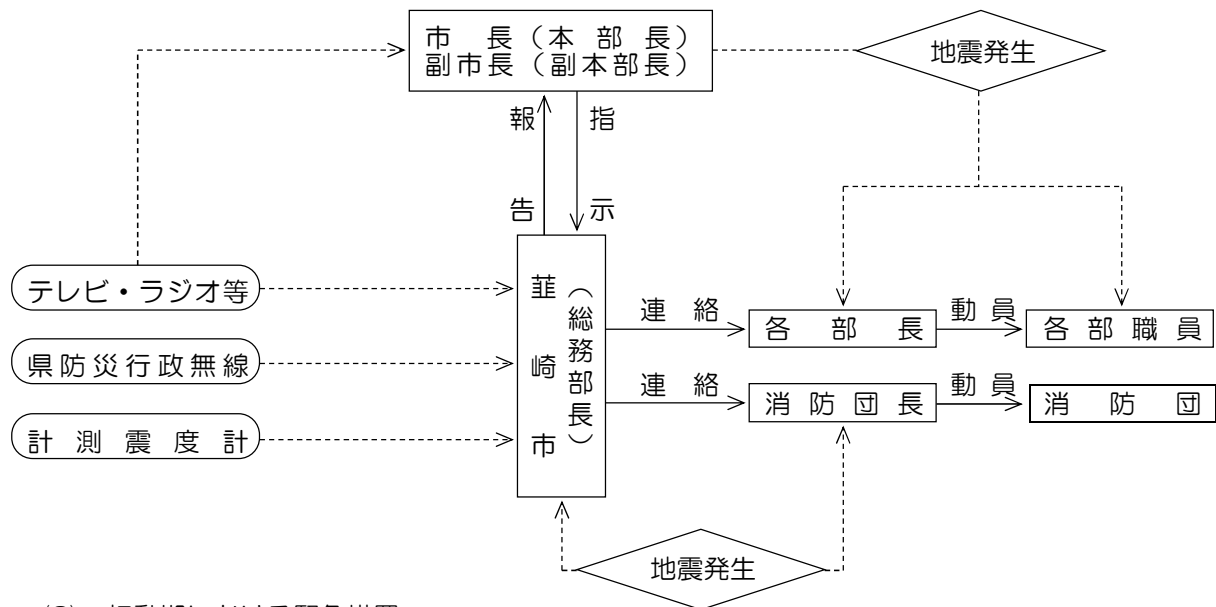 市長（本部長）
副市長（副本部長）
地震発生
報告
指示
テレビ・ラジオ等
県防災行政無線
計測震度計
韮崎市
（総務部長）
連絡
各部長
動員
各部職員
連絡
消防団長
動員
消防団
地震発生